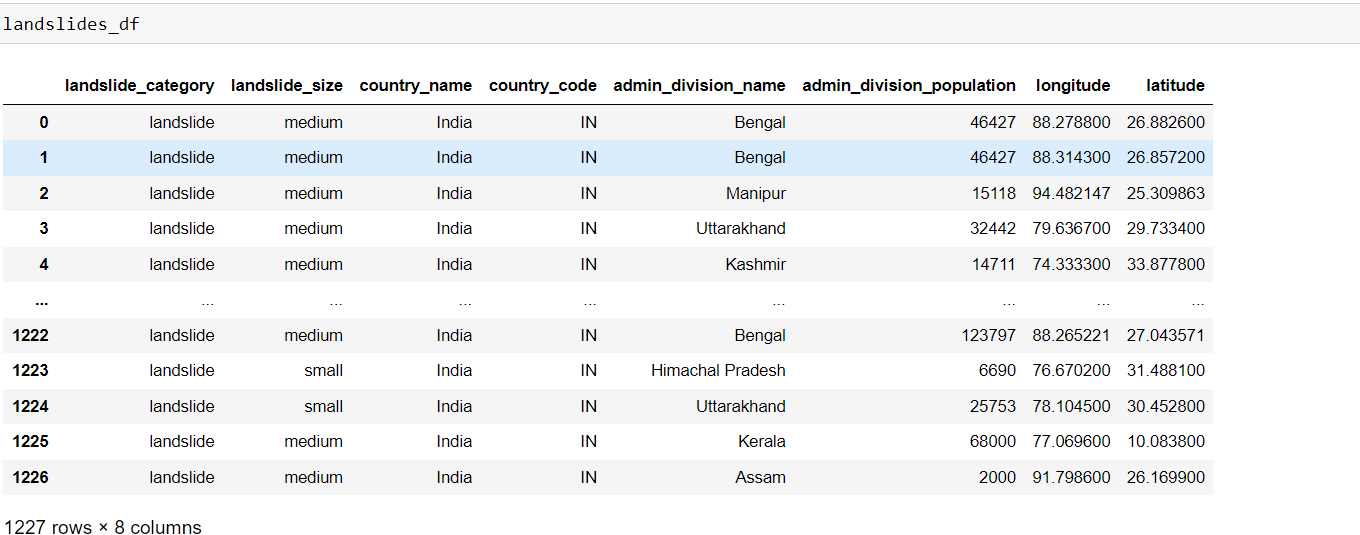 landslides_df
landslide_category landslide_size country_name country_code admin_division_name admin_division_population longitude latitude
0 landslide medium India IN Bengal 46427 88.278800 26.882600
1 landslide medium India IN Bengal 46427 88.314300 26.857200
2 landslide medium India IN Manipur 15118 94.482147 25.309863
3 landslide medium India IN Uttarakhand 32442 79.636700 29.733400
4 landslide medium India IN Kashmir 14711 74.333300 33.877800
... ... ... ... ... ... ... ... ...
1222 landslide medium India IN Bengal 123797 88.265221 27.043571
1223 landslide small India IN Himachal Pradesh 6690 76.670200 31.488100
1224 landslide small India IN Uttarakhand 25753 78.104500 30.452800
1225 landslide medium India IN Kerala 68000 77.069600 10.083800
1226 landslide medium India IN Assam 2000 91.798600 26.169900
1227 rows × 8 columns